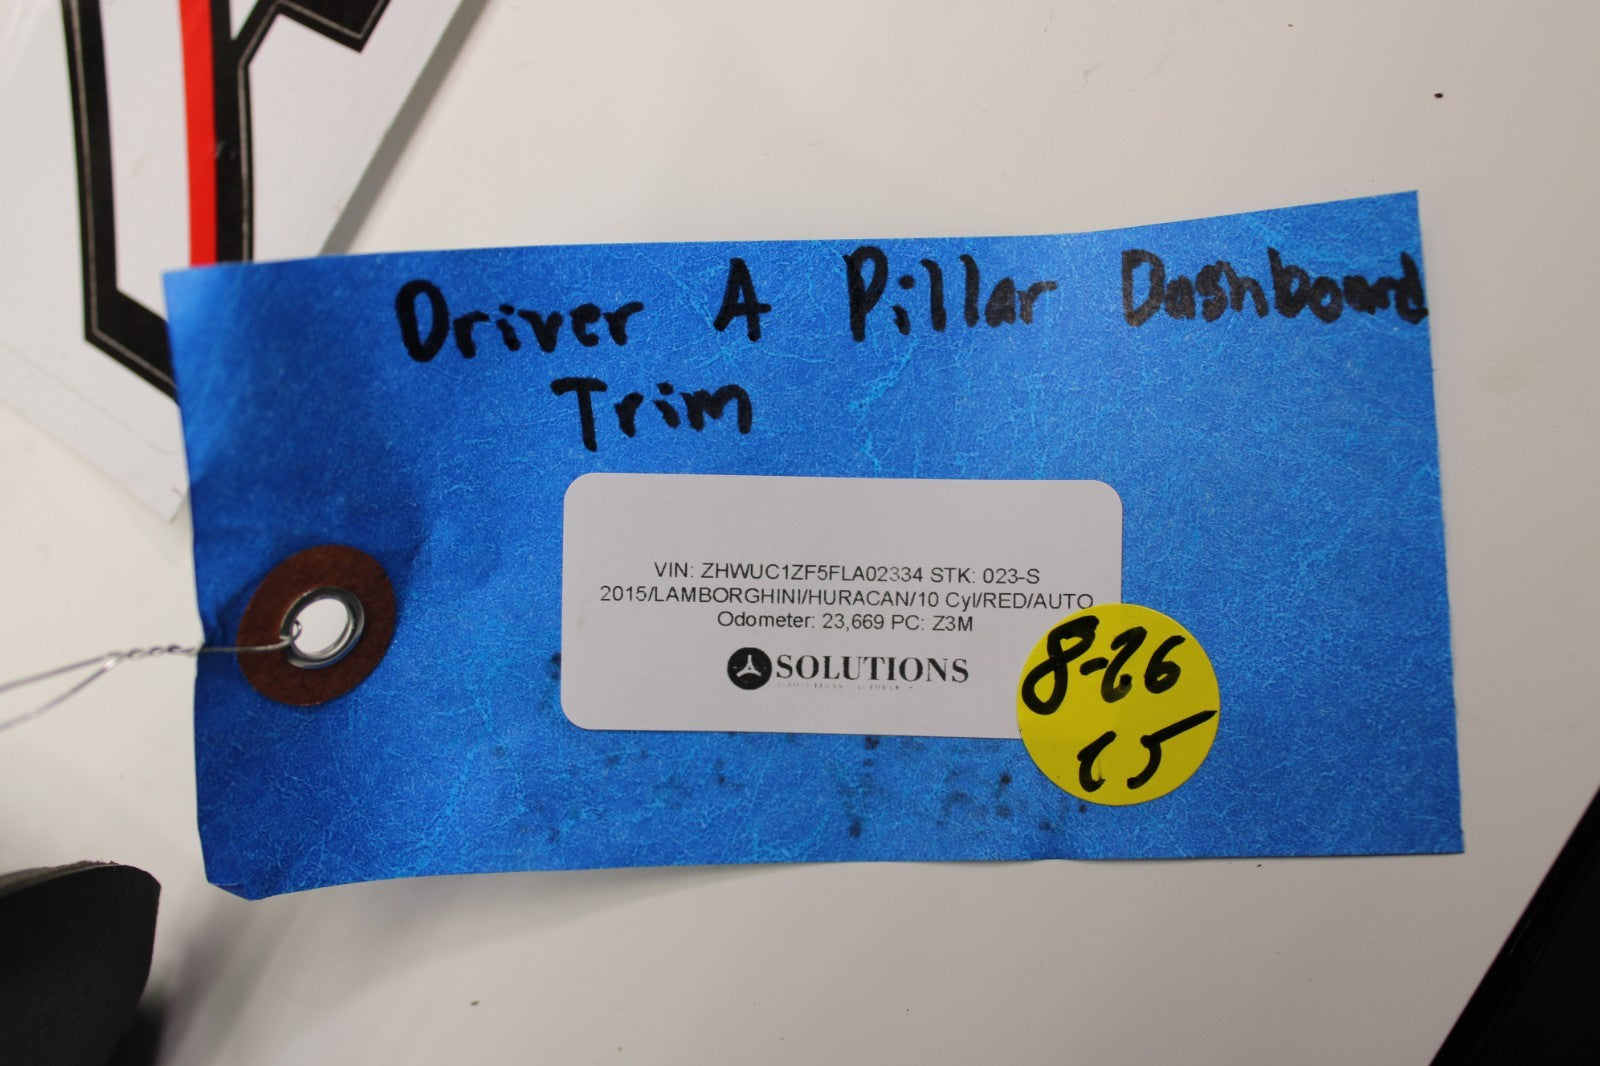 Driver A Pillar Dashboard
Trim
VIN: ZHWUC1ZF5FLA02334 STK: 023-S
2015/LAMBORGHINI/HURACAN/10 Cyl/RED/AUTO
Odometer: 23,669 PC: Z3M
SOLUTIONS
8-26